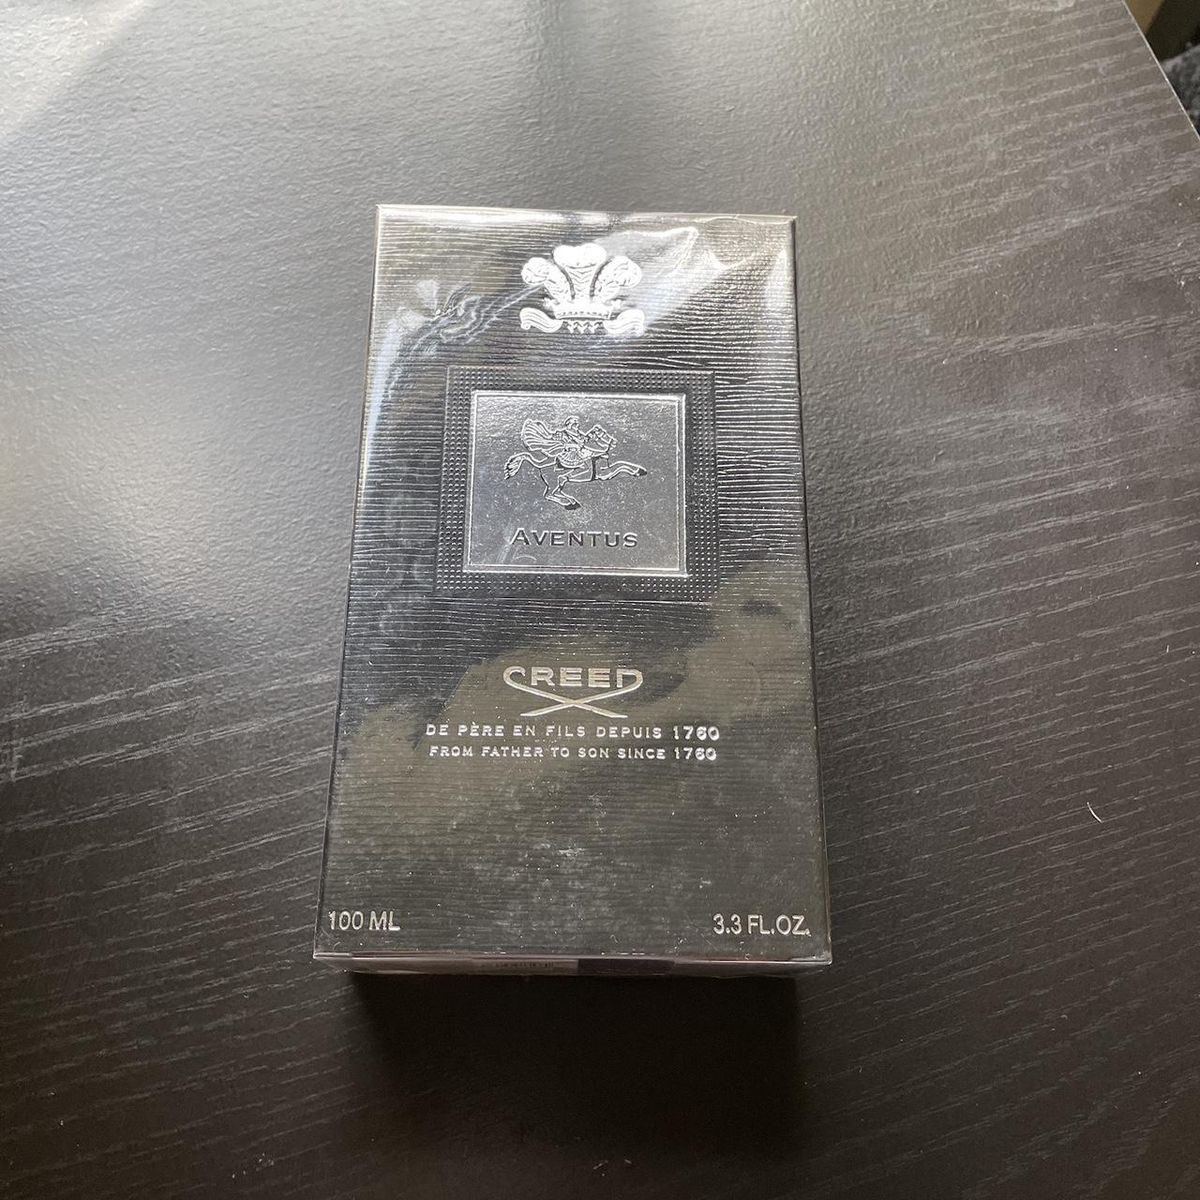 AVENTUS
CREED
DE PÈRE EN FILS DEPUIS 1760
FROM FATHER TO SON SINCE 1760
100 ML
3.3 FL.OZ.